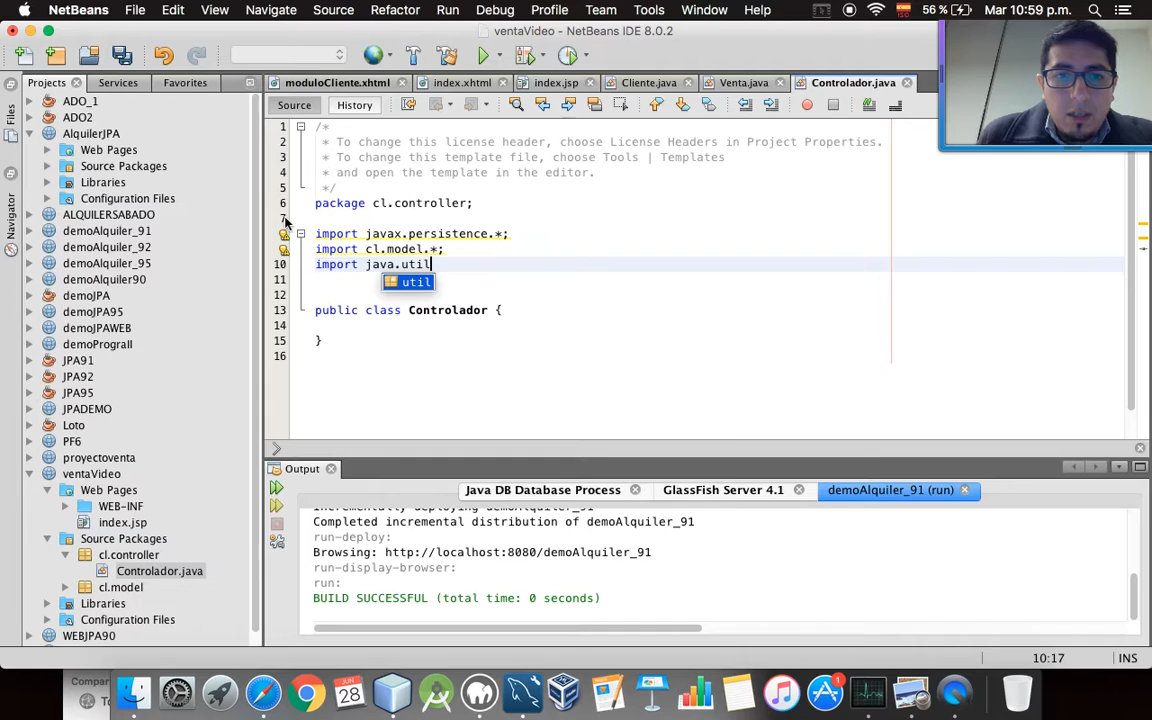 NetBeans File Edit View Navigate Source Refactor Run Debug Profile Team Tools Window Help 56 % Mar 10:59 p.m.
ventaVideo - NetBeans IDE 8.0.2
Projects Services Favorites
Files
Navigator
ADO_1
ADO2
AlquilerJPA
Web Pages
Source Packages
Libraries
Configuration Files
ALQUILERSABADO
demoAlquiler_91
demoAlquiler_92
demoAlquiler_95
demoAlquiler90
demoJPA
demoJPA95
demoJPAWEB
demoPrograII
JPA91
JPA92
JPA95
JPADEMO
Loto
PF6
proyectoventa
ventaVideo
Web Pages
WEB-INF
index.jsp
Source Packages
cl.controller
Controlador.java
cl.model
Libraries
Configuration Files
WEBJPA90
moduloCliente.xhtml index.xhtml index.jsp Cliente.java Venta.java Controlador.java
Source History
1 /*
2 * To change this license header, choose License Headers in Project Properties.
3 * To change this template file, choose Tools | Templates
4 * and open the template in the editor.
5 */
6 package cl.controller;
7
import javax.persistence.*;
import cl.model.*;
10 import java.util
util
11
12
13 public class Controlador {
14
15 }
16
Output
Java DB Database Process GlassFish Server 4.1 demoAlquiler_91 (run)
Incrementally deploying demoAlquiler_91
Completed incremental distribution of demoAlquiler_91
run-deploy:
Browsing: http://localhost:8080/demoAlquiler_91
run-display-browser:
run:
BUILD SUCCESSFUL (total time: 0 seconds)
10:17 INS
JUN
28
1